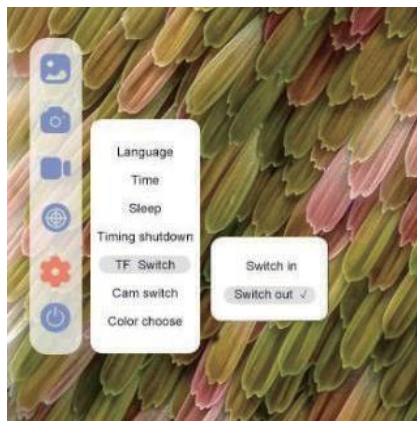 Language
Time
Sleep
Timing shutdown
TF Switch
Cam switch
Color choose
Switch in
Switch out √